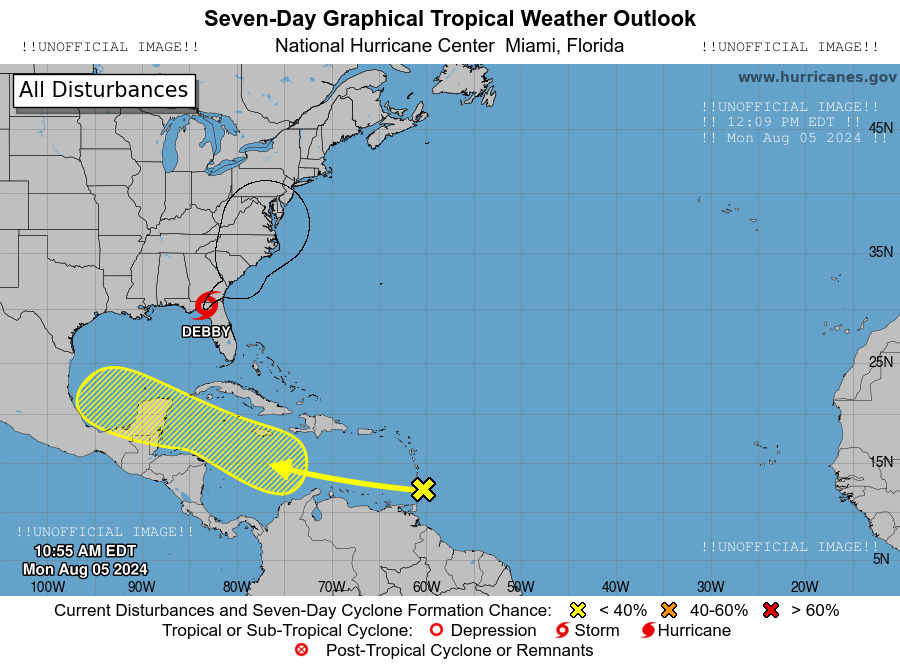 Seven-Day Graphical Tropical Weather Outlook
!!UNOFFICIAL IMAGE!! National Hurricane Center Miami, Florida !!UNOFFICIAL IMAGE!!
All Disturbances
www.hurricanes.gov
!!UNOFFICIAL IMAGE!!
!! 12:09 PM EDT !!
!! Mon Aug 05 2024 !!
45N
35N
DEBBY
25N
15N
!!UNOFFICIAL IMAGE!!
!!UNOFFICIAL IMAGE!!
10:55 AM EDT
Mon Aug 05 2024
5N
100W 90W 80W 70W 60W 50W 40W 30W 20W
Current Disturbances and Seven-Day Cyclone Formation Chance: < 40% 40-60% > 60%
Tropical or Sub-Tropical Cyclone: Depression Storm Hurricane
Post-Tropical Cyclone or Remnants